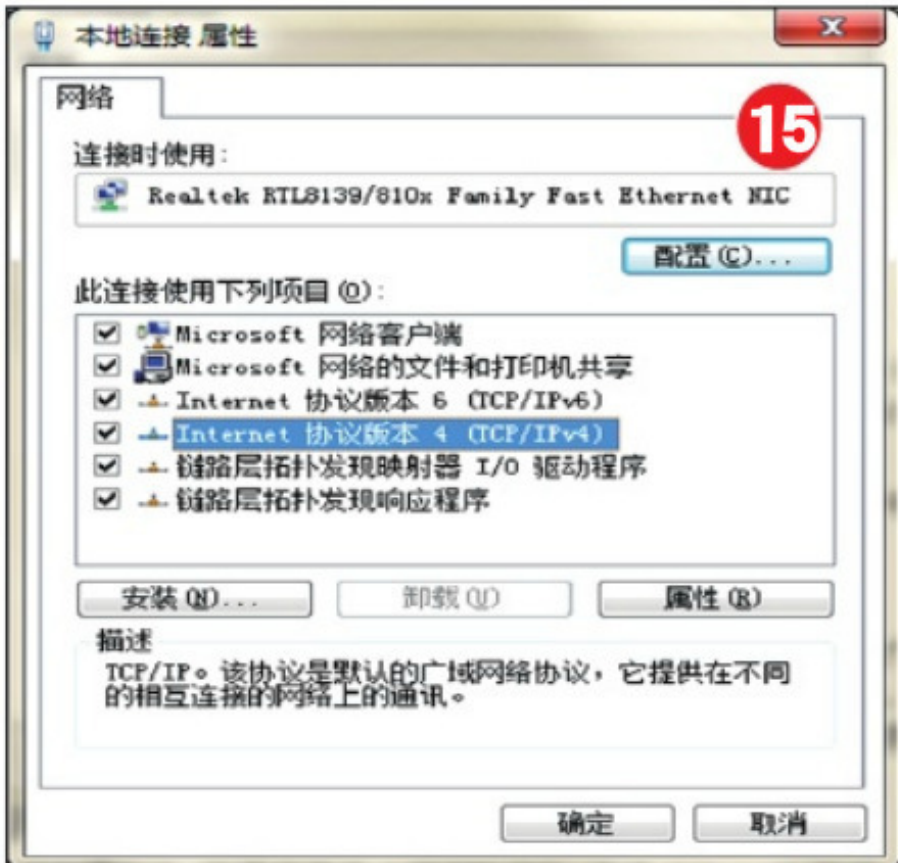 本地连接 属性
网络
15
连接时使用:
Realtek RTL8139/810x Family Fast Ethernet NIC
配置(C)...
此连接使用下列项目(O):
Microsoft 网络客户端
Microsoft 网络的文件和打印机共享
Internet 协议版本 6 (TCP/IPv6)
Internet 协议版本 4 (TCP/IPv4)
链路层拓扑发现映射器 I/O 驱动程序
链路层拓扑发现响应程序
安装(N)... 卸载(U) 属性(R)
描述
TCP/IP。该协议是默认的广域网络协议，它提供在不同
的相互连接的网络上的通讯。
确定 取消